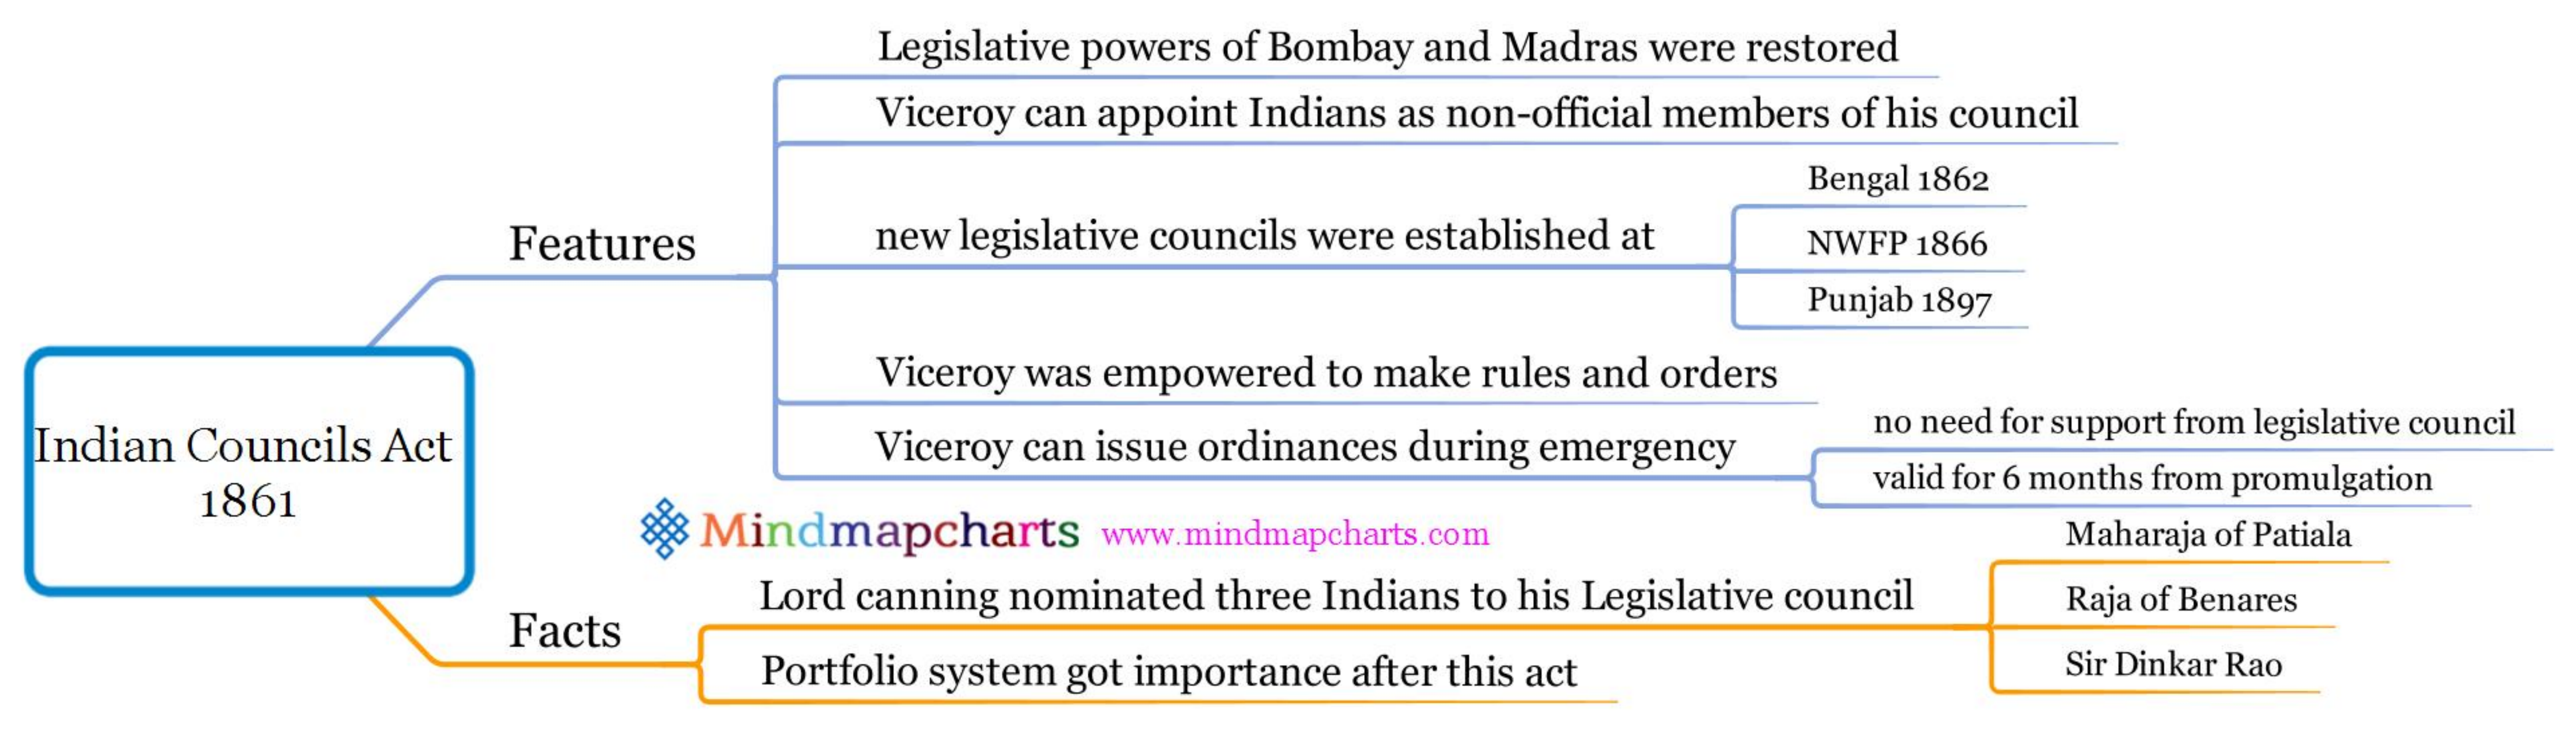 Legislative powers of Bombay and Madras were restored
Viceroy can appoint Indians as non-official members of his council
Bengal 1862
Features
new legislative councils were established at
NWFP 1866
Punjab 1897
Viceroy was empowered to make rules and orders
Indian Councils Act
1861
Viceroy can issue ordinances during emergency
no need for support from legislative council
valid for 6 months from promulgation
Mindmapcharts www.mindmapcharts.com
Maharaja of Patiala
Lord canning nominated three Indians to his Legislative council
Raja of Benares
Facts
Sir Dinkar Rao
Portfolio system got importance after this act